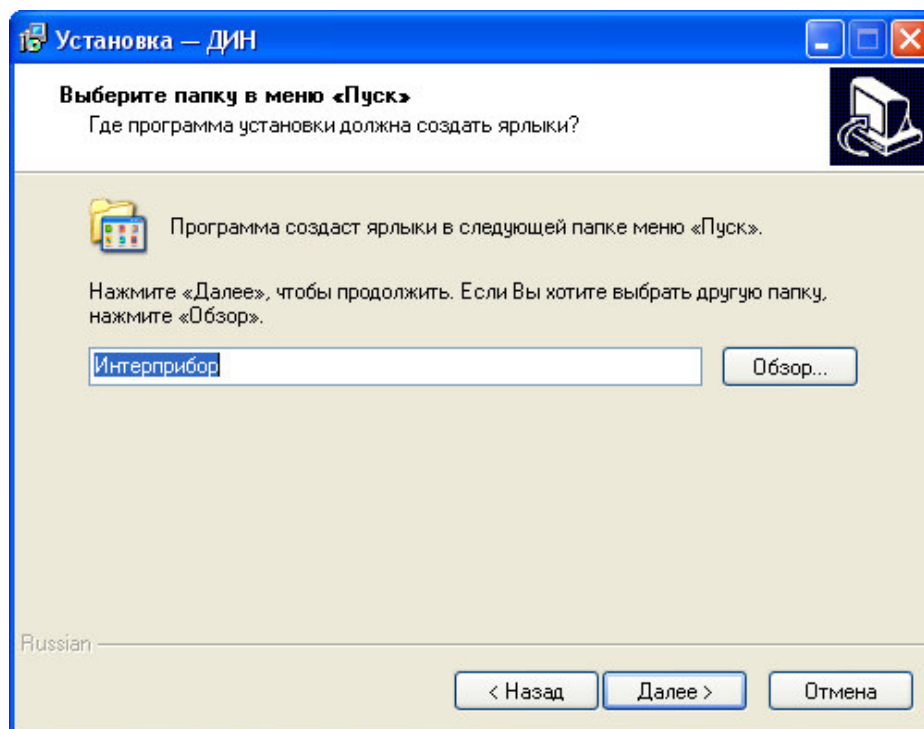 Установка — ДИН
Выберите папку в меню «Пуск»
Где программа установки должна создать ярлыки?
Программа создаст ярлыки в следующей папке меню «Пуск».
Нажмите «Далее», чтобы продолжить. Если Вы хотите выбрать другую папку,
нажмите «Обзор».
Интерприбор
Обзор...
Russian
< Назад
Далее >
Отмена